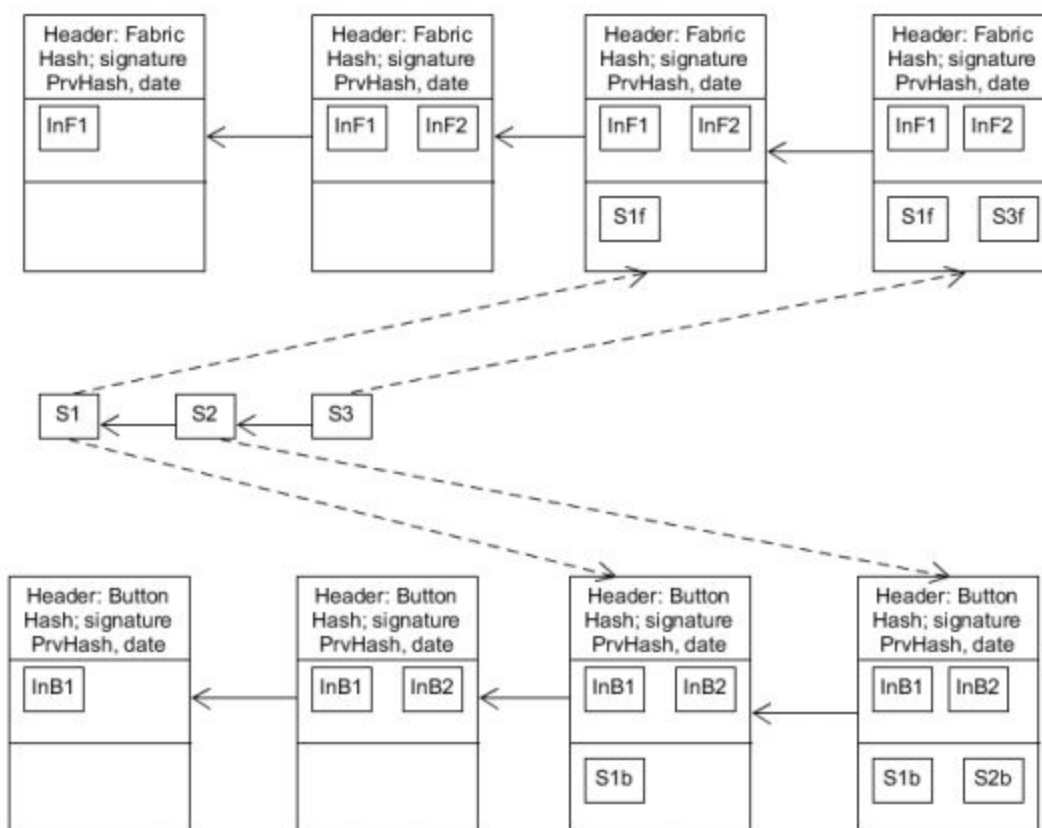 Header: Fabric
Hash; signature
PrvHash, date
InF1
Header: Fabric
Hash; signature
PrvHash, date
InF1 InF2
Header: Fabric
Hash; signature
PrvHash, date
InF1 InF2
S1f
Header: Fabric
Hash; signature
PrvHash, date
InF1 InF2
S1f S3f
S1 S2 S3
Header: Button
Hash; signature
PrvHash, date
InB1
Header: Button
Hash; signature
PrvHash, date
InB1 InB2
Header: Button
Hash; signature
PrvHash, date
InB1 InB2
S1b
Header: Button
Hash; signature
PrvHash, date
InB1 InB2
S1b S2b